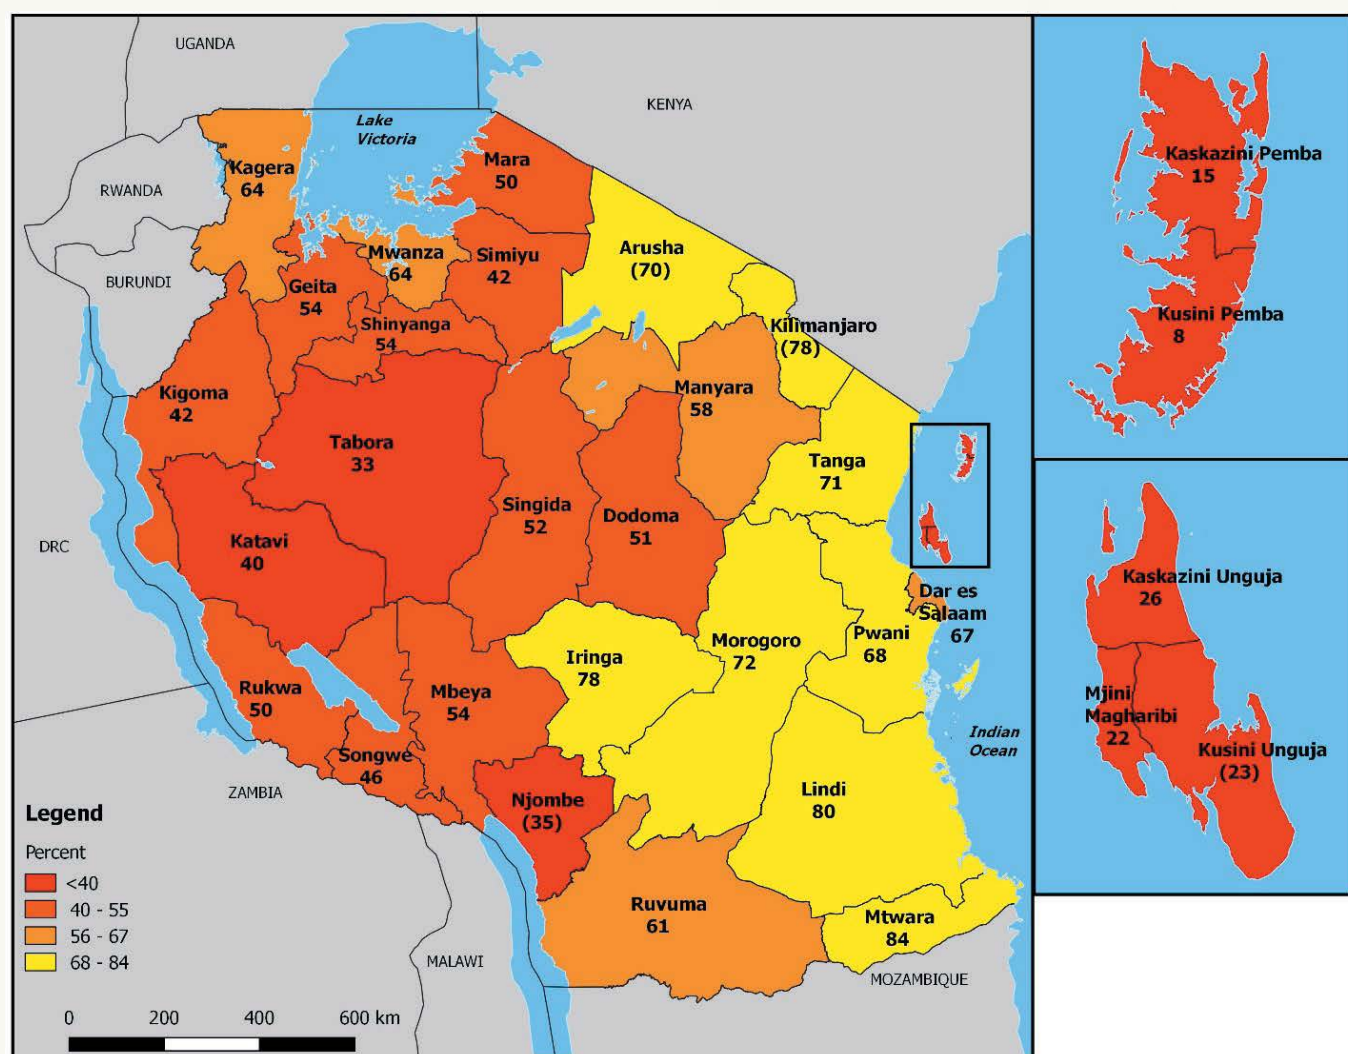 UGANDA
KENYA
Lake
Victoria
RWANDA
BURUNDI
DRC
ZAMBIA
MALAWI
MOZAMBIQUE
Indian
Ocean
Kagera
64
Mara
50
Mwanza
64
Simiyu
42
Geita
54
Shinyanga
54
Arusha
(70)
Kilimanjaro
(78)
Kigoma
42
Tabora
33
Manyara
58
Tanga
71
Singida
52
Dodoma
51
Katavi
40
Dar es
Salaam
67
Morogoro
72
Pwani
68
Iringa
78
Rukwa
50
Mbeya
54
Songwe
46
Njombe
(35)
Lindi
80
Ruvuma
61
Mtwara
84
Legend
Percent
<40
40 - 55
56 - 67
68 - 84
0 200 400 600 km
Kaskazini Pemba
15
Kusini Pemba
8
Kaskazini Unguja
26
Mjini
Magharibi
22
Kusini Unguja
(23)